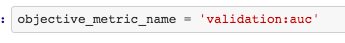 : objective_metric_name = 'validation:auc'